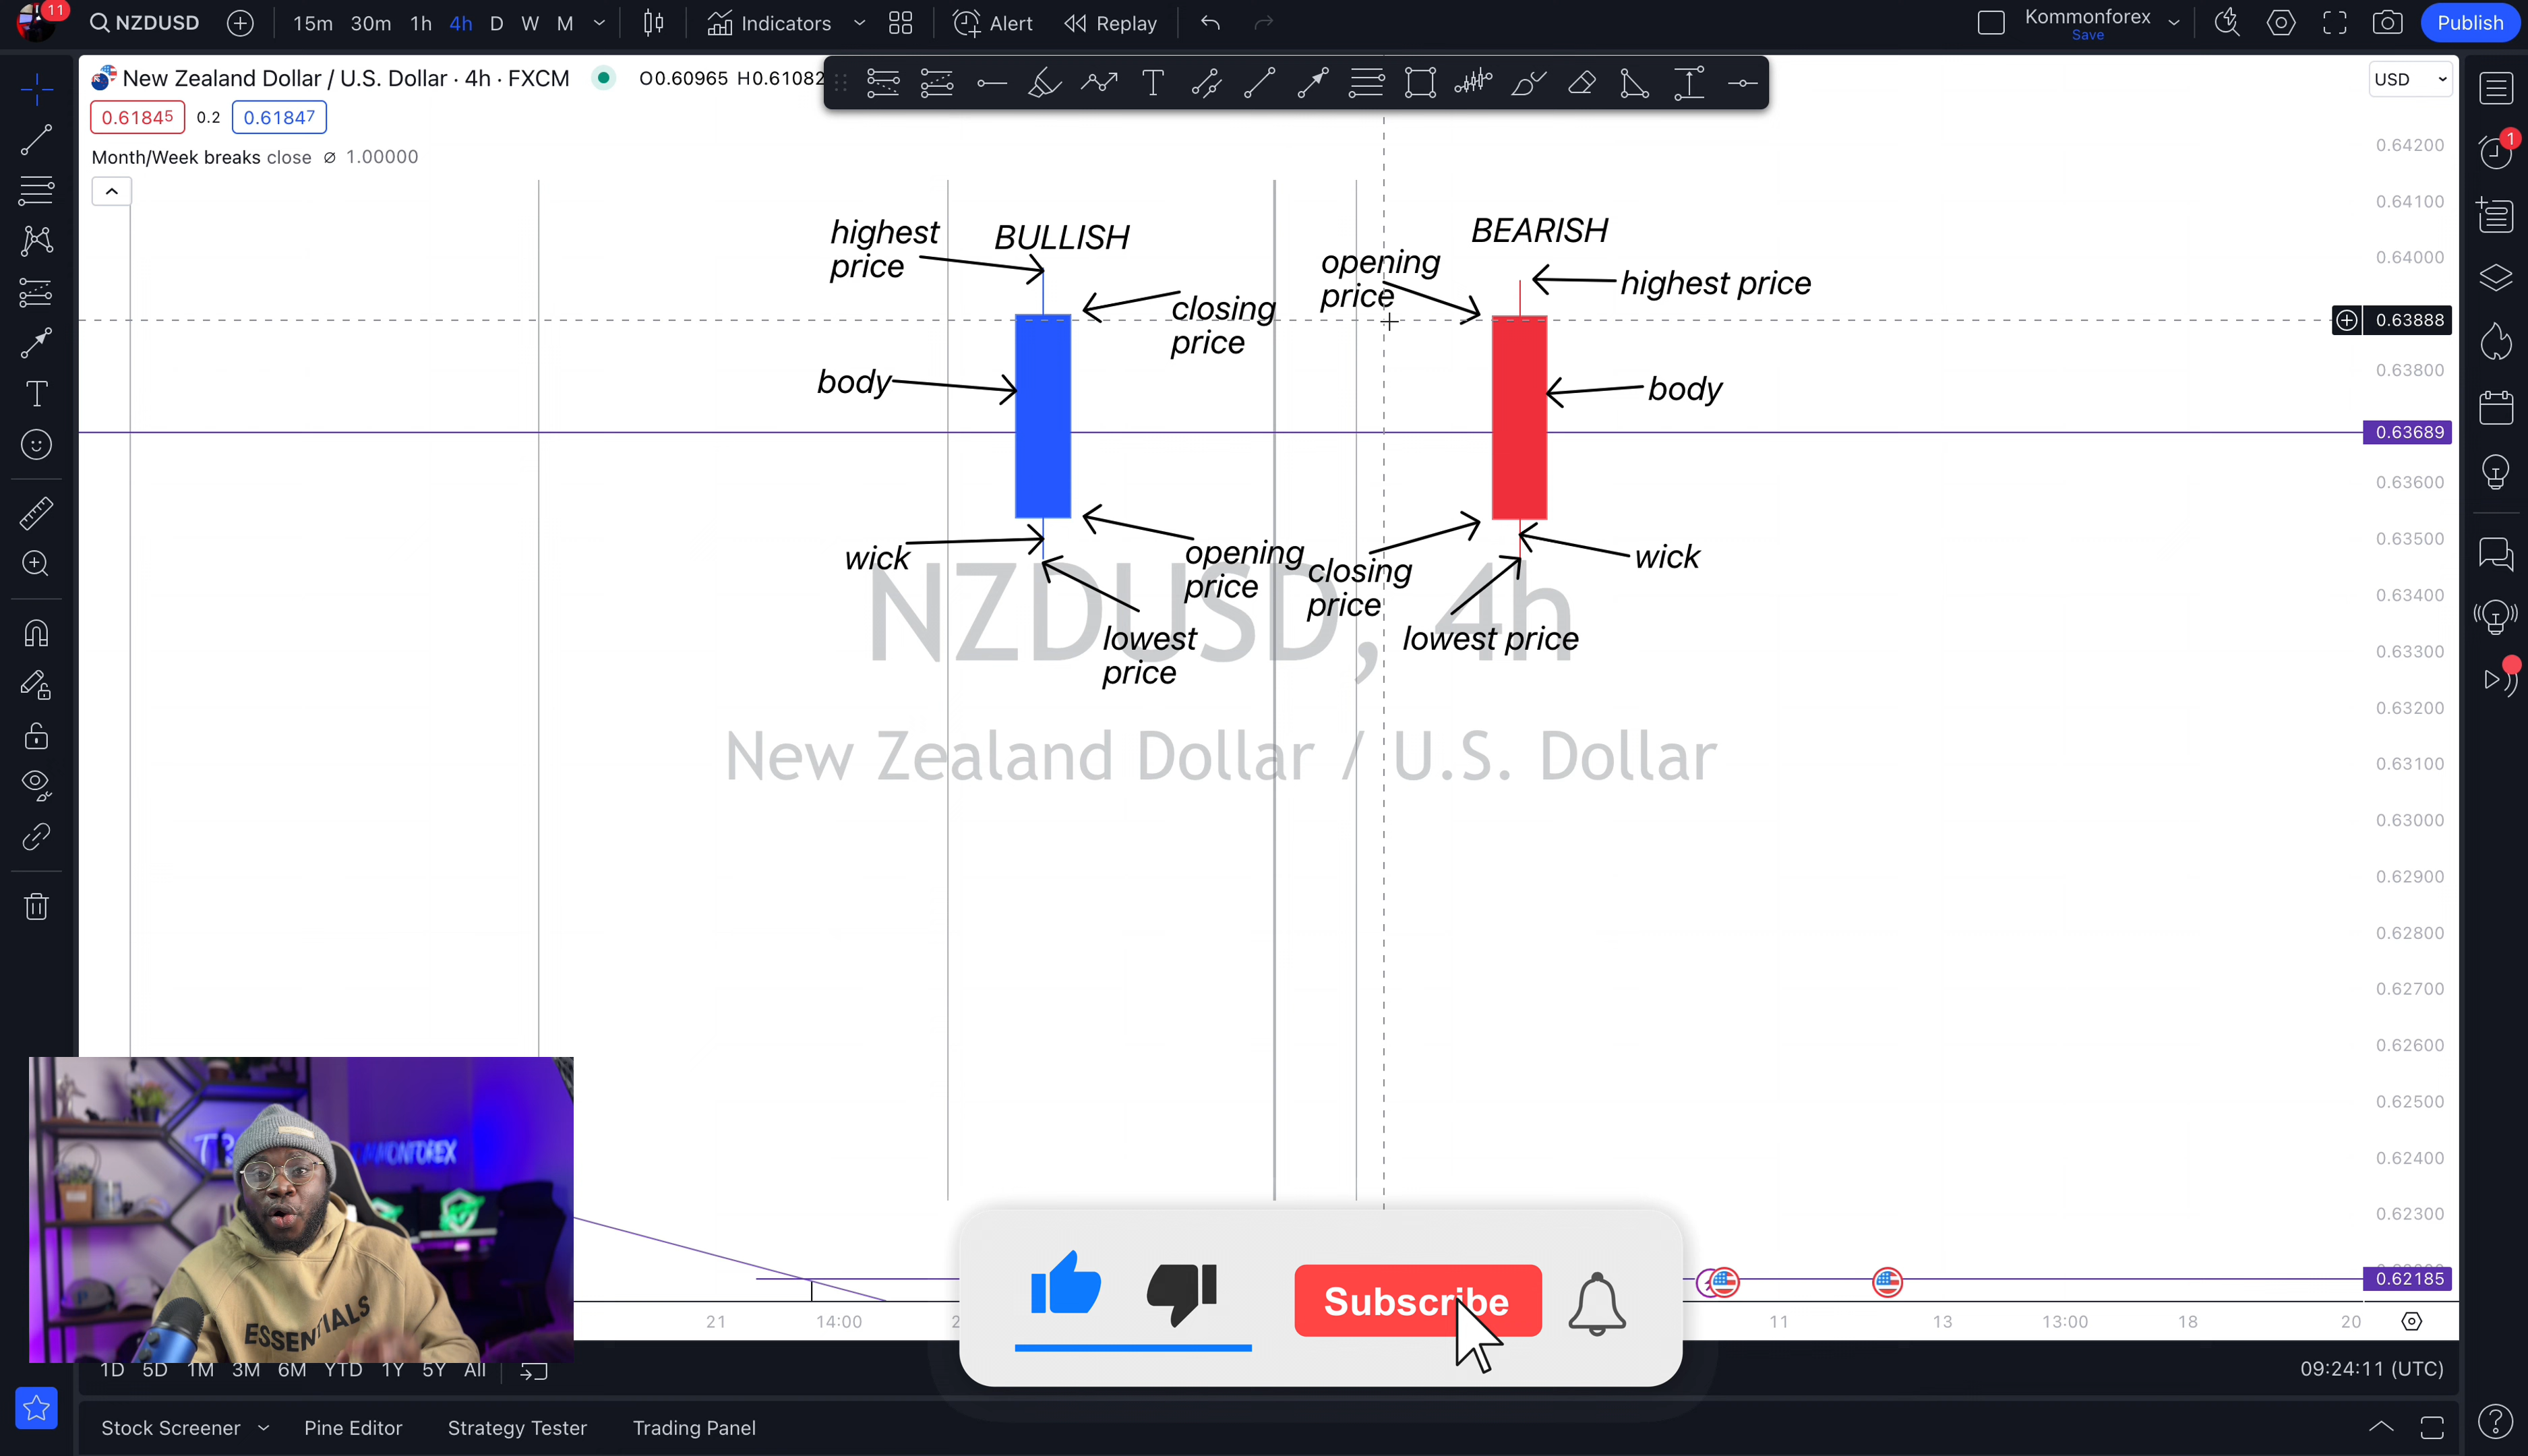 11
NZDUSD
15m 30m 1h 4h D W M
Indicators
Alert
Replay
Kommonforex
Save
Publish
New Zealand Dollar / U.S. Dollar · 4h · FXCM
O0.60965 H0.61082
USD
0.61845 0.2 0.61847
Month/Week breaks close ⌀ 1.00000
1
0.64200
0.64100
0.64000
0.63888
0.63800
0.63689
0.63600
0.63500
0.63400
0.63300
0.63200
0.63100
0.63000
0.62900
0.62800
0.62700
0.62600
0.62500
0.62400
0.62300
0.62185
BULLISH
highest
price
closing
price
body
wick
opening
price
lowest
price
BEARISH
opening
price
highest price
body
closing
price
wick
lowest price
NZDUSD, 4h
New Zealand Dollar / U.S. Dollar
ESSENTIALS
Subscribe
21 14:00 11 13 13:00 18 20
1D 5D 1M 3M 6M YTD 1Y 5Y All
09:24:11 (UTC)
Stock Screener
Pine Editor
Strategy Tester
Trading Panel